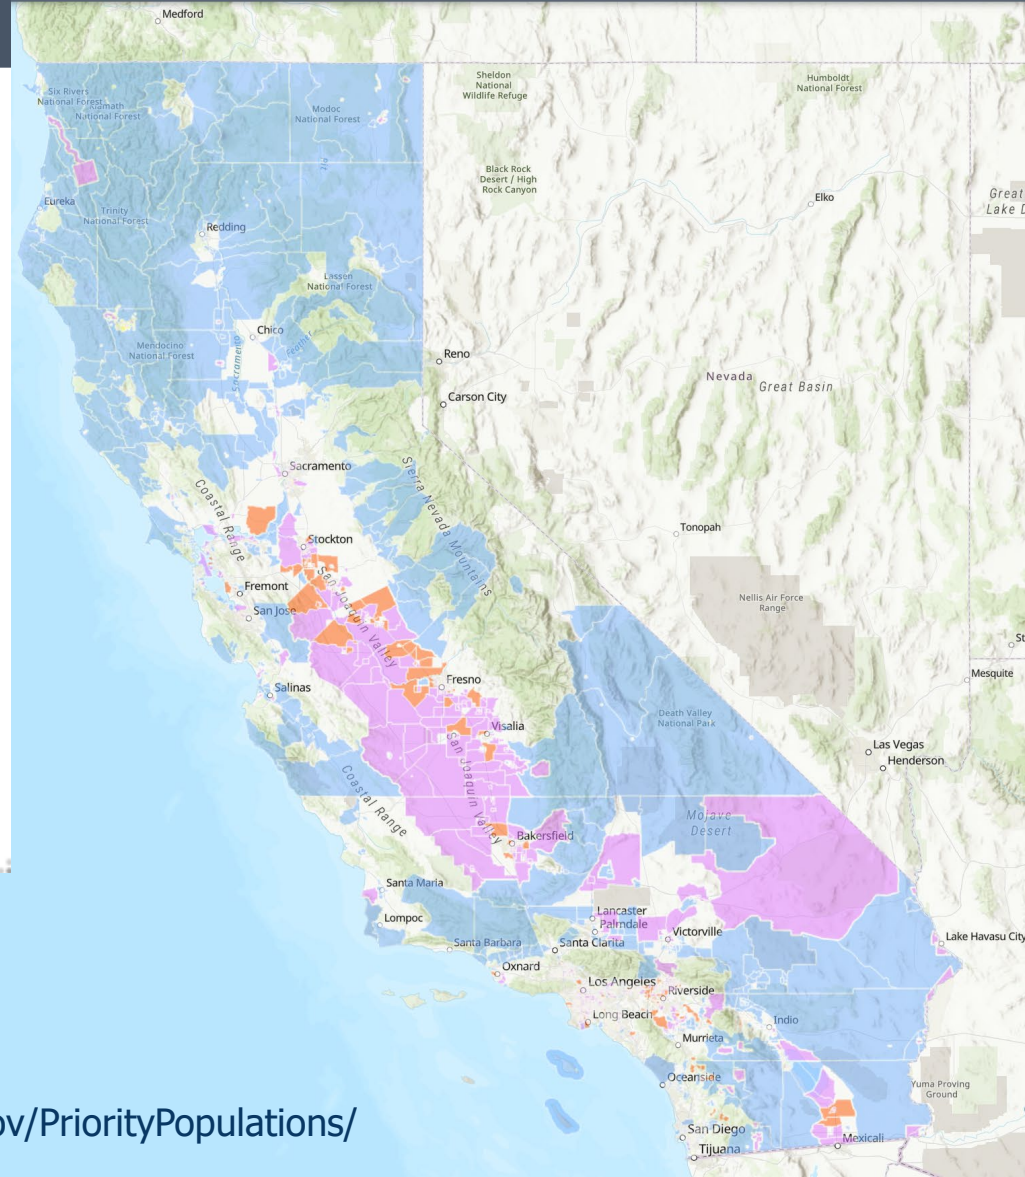 Medford
Six Rivers
National Forest
Klamath
National Forest
Modoc
National Forest
Sheldon
National
Wildlife Refuge
Humboldt
National Forest
Black Rock
Desert / High
Rock Canyon
Elko
Great
Lake D
Eureka
Trinity
National Forest
Redding
Lassen
National Forest
Chico
Mendocino
National Forest
Sacramento
Feather
Reno
Carson City
Nevada
Great Basin
Sacramento
Coastal Range
Sierra Nevada Mountains
Tonopah
Stockton
San Joaquin Valley
Fremont
San Jose
Nellis Air Force
Range
St
Mesquite
Salinas
Fresno
Visalia
Death Valley
National Park
Las Vegas
Henderson
San Joaquin Valley
Coastal Range
Mojave
Desert
Bakersfield
Santa Maria
Lompoc
Lancaster
Palmdale
Victorville
Santa Barbara
Santa Clarita
Lake Havasu City
Oxnard
Los Angeles
Riverside
Long Beach
Indio
Murrieta
Oceanside
Yuma Proving
Ground
San Diego
Tijuana
Mexicali
ov/PriorityPopulations/